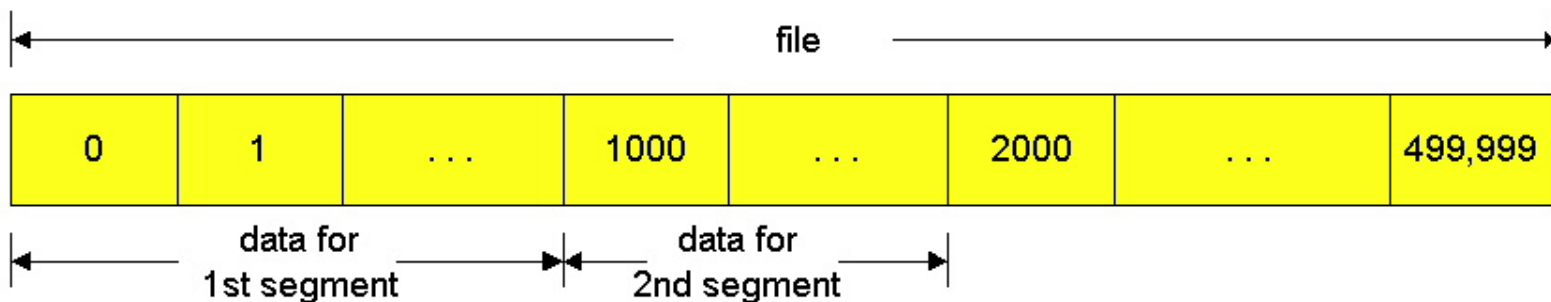 file
0 1 . . . 1000 . . . 2000 . . . 499,999
data for
1st segment
data for
2nd segment